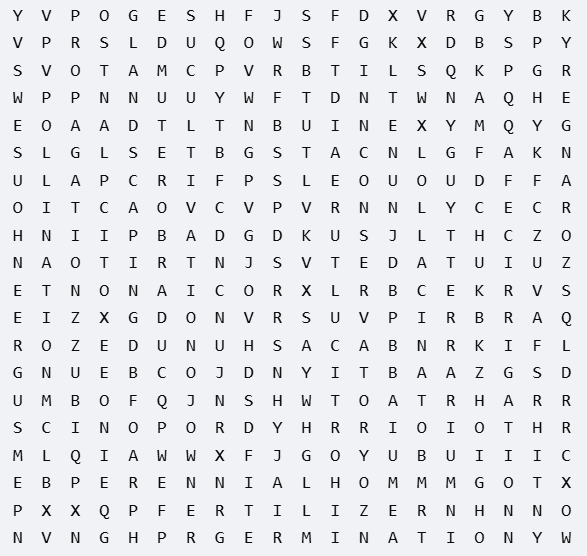 Y V P O G E S H F J S F D X V R G Y B K
V P R S L D U Q O W S F G K X D B S P Y
S V O T A M C P V R B T I L S Q K P G R
W P P N N U U Y W F T D N T W N A Q H E
E O A A D T L T N B U I N E X Y M Q Y G
S L G L S E T B G S T A C N L G F A K N
U L A P C R I F P S L E O U O U D F F A
O I T C A O V C V P V R N N L Y C E C R
H N I I P B A D G D K U S J L T H C Z O
N A O T I R T N J S V T E D A T U I U Z
E T N O N A I C O R X L R B C E K R V S
E I Z X G D O N V R S U V P I R B R A Q
R O Z E D U N U H S A C A B N R K I F L
G N U E B C O J D N Y I T B A A Z G S D
U M B O F Q J N S H W T O A T R H A R R
S C I N O P O R D Y H R R I O I O T H R
M L Q I A W W X F J G O Y U B U I I I C
E B P E R E N N I A L H O M M M G O T X
P X X Q P F E R T I L I Z E R N H N N O
N V N G H P R G E R M I N A T I O N Y W